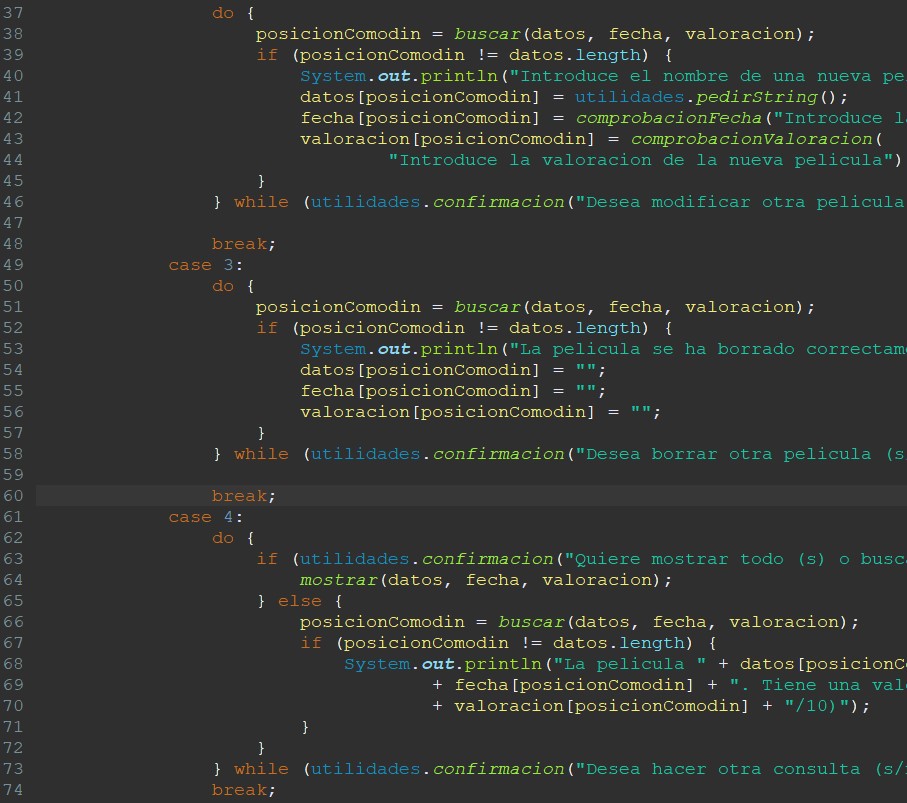 37 do {
38 posicionComodin = buscar(datos, fecha, valoracion);
39 if (posicionComodin != datos.length) {
40 System.out.println("Introduce el nombre de una nueva pe
41 datos[posicionComodin] = utilidades.pedirString();
42 fecha[posicionComodin] = comprobacionFecha("Introduce l
43 valoracion[posicionComodin] = comprobacionValoracion(
44 "Introduce la valoracion de la nueva pelicula")
45 }
46 } while (utilidades.confirmacion("Desea modificar otra pelicula
47
48 break;
49 case 3:
50 do {
51 posicionComodin = buscar(datos, fecha, valoracion);
52 if (posicionComodin != datos.length) {
53 System.out.println("La pelicula se ha borrado correctam
54 datos[posicionComodin] = "";
55 fecha[posicionComodin] = "";
56 valoracion[posicionComodin] = "";
57 }
58 } while (utilidades.confirmacion("Desea borrar otra pelicula (s
59
60 break;
61 case 4:
62 do {
63 if (utilidades.confirmacion("Quiere mostrar todo (s) o busc
64 mostrar(datos, fecha, valoracion);
65 } else {
66 posicionComodin = buscar(datos, fecha, valoracion);
67 if (posicionComodin != datos.length) {
68 System.out.println("La pelicula " + datos[posicionC
69 + fecha[posicionComodin] + ". Tiene una val
70 + valoracion[posicionComodin] + "/10)");
71 }
72 }
73 } while (utilidades.confirmacion("Desea hacer otra consulta (s/
74 break;